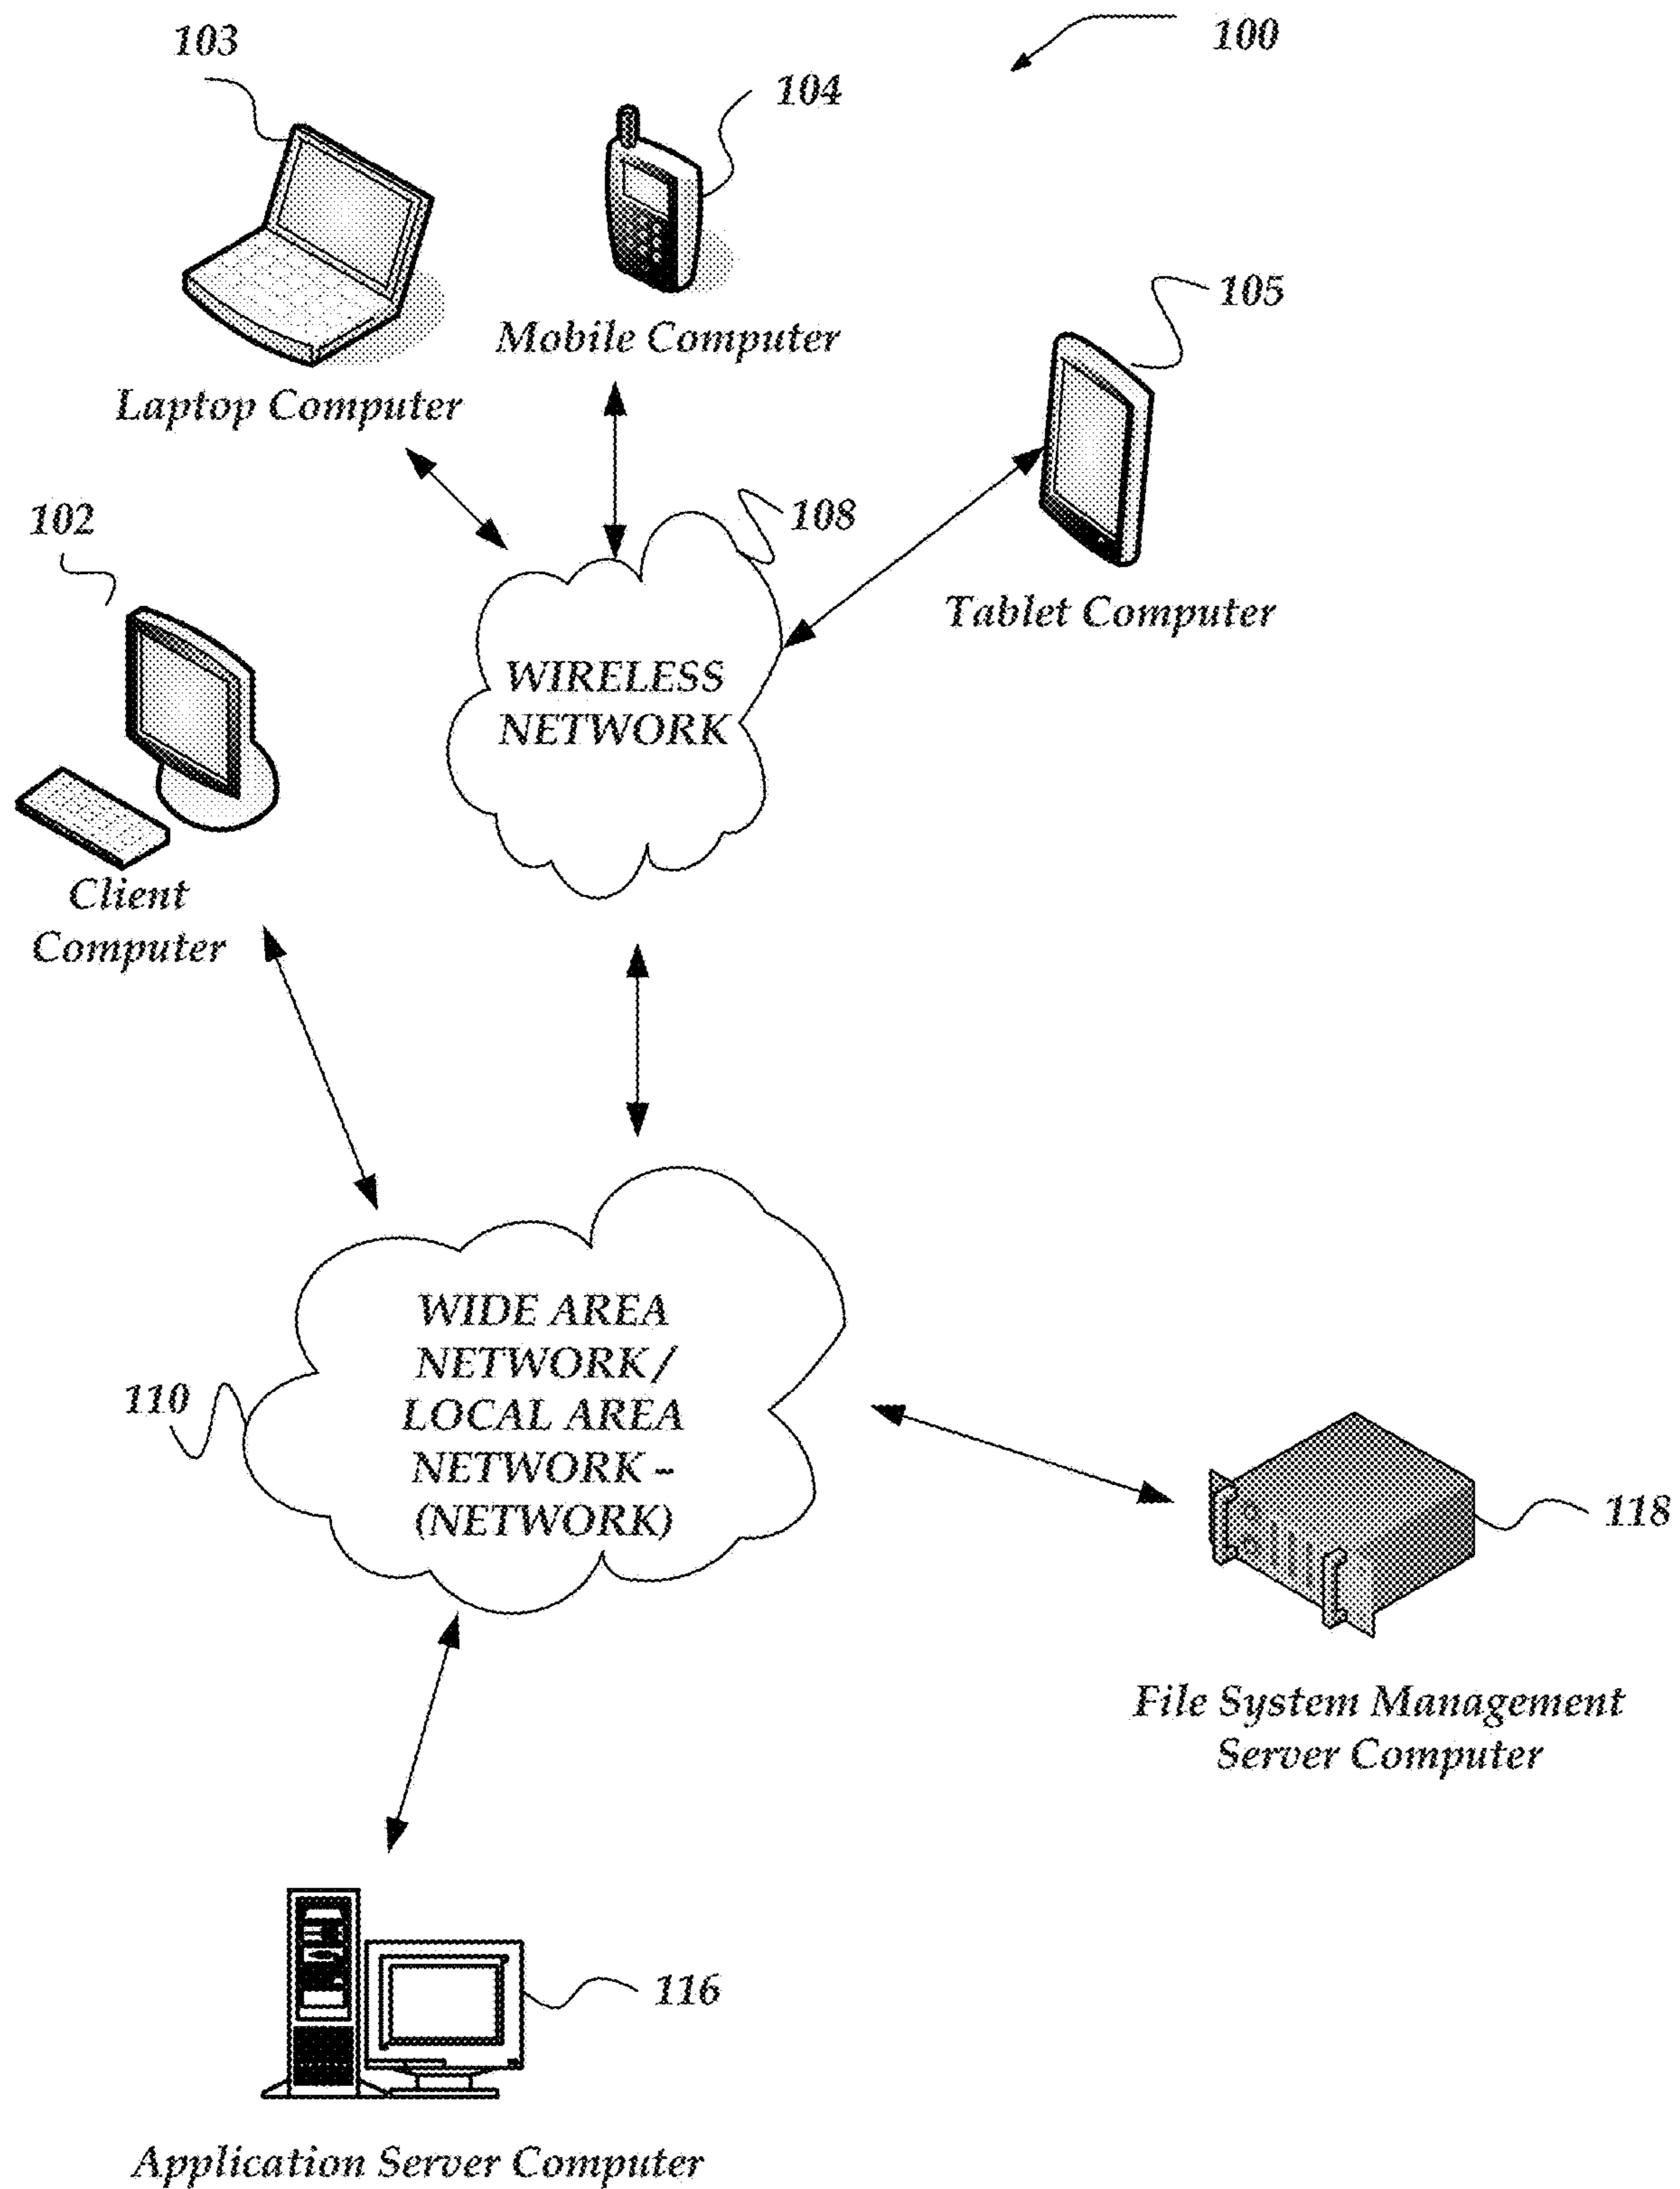 103
100
104
Mobile Computer
105
Laptop Computer
108
102
Tablet Computer
WIRELESS
NETWORK
Client
Computer
WIDE AREA
NETWORK /
LOCAL AREA
NETWORK –
(NETWORK)
110
118
File System Management
Server Computer
116
Application Server Computer